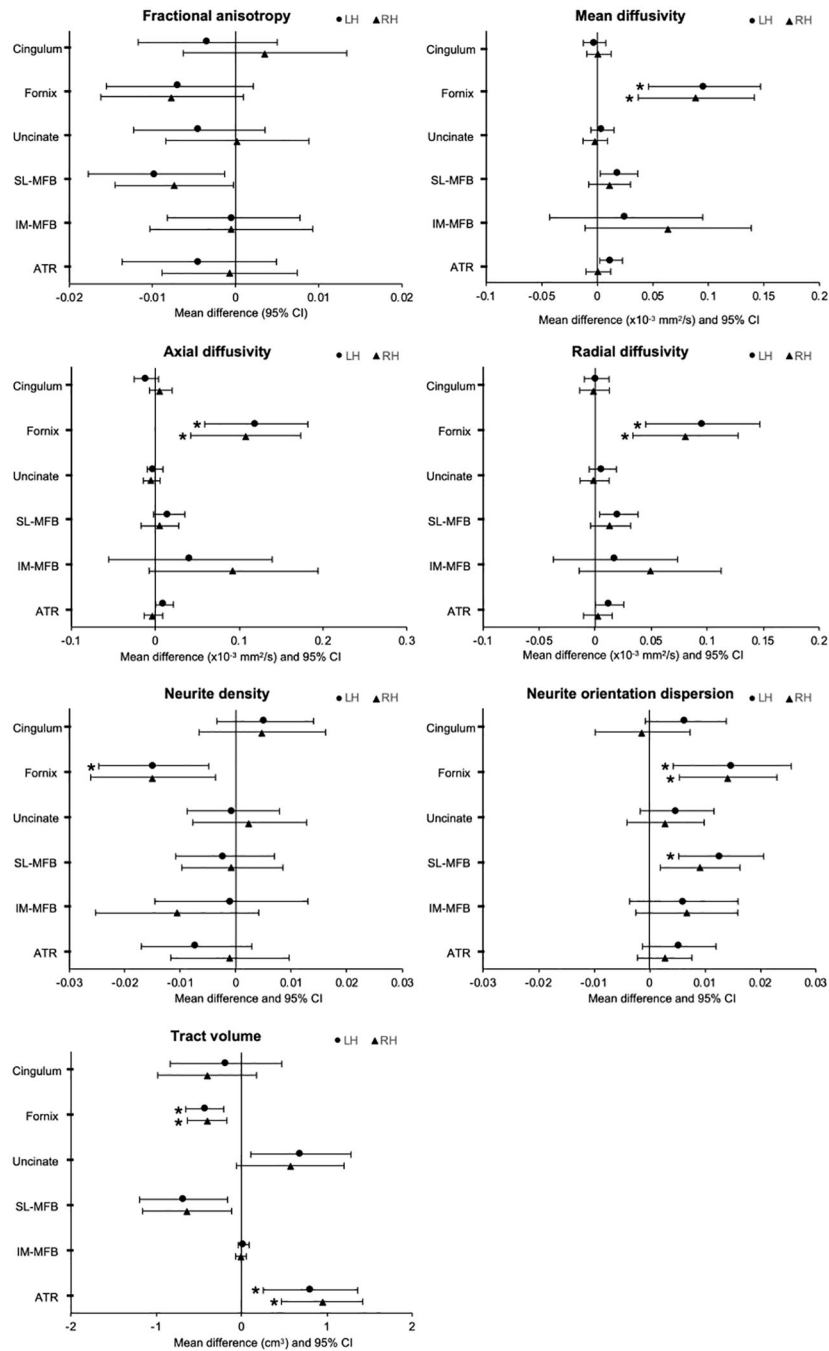 Fractional anisotropy
● LH ▲RH
Cingulum
Fornix
*
*
Uncinate
SL-MFB
IM-MFB
ATR
-0.02 -0.01 0 0.01 0.02
Mean difference (95% CI)
Mean diffusivity
● LH ▲RH
Cingulum
Fornix
*
*
Uncinate
SL-MFB
IM-MFB
ATR
-0.1 -0.05 0 0.05 0.1 0.15 0.2
Mean difference (x10-3 mm2/s) and 95% CI
Axial diffusivity
● LH ▲RH
Cingulum
Fornix
*
*
Uncinate
SL-MFB
IM-MFB
ATR
-0.1 0 0.1 0.2 0.3
Mean difference (x10-3 mm2/s) and 95% CI
Radial diffusivity
● LH ▲RH
Cingulum
Fornix
*
*
Uncinate
SL-MFB
IM-MFB
ATR
-0.1 -0.05 0 0.05 0.1 0.15 0.2
Mean difference (x10-3 mm2/s) and 95% CI
Neurite density
● LH ▲RH
Cingulum
Fornix
*
Uncinate
SL-MFB
IM-MFB
ATR
-0.03 -0.02 -0.01 0 0.01 0.02 0.03
Mean difference and 95% CI
Neurite orientation dispersion
● LH ▲RH
Cingulum
Fornix
*
*
Uncinate
SL-MFB
*
IM-MFB
ATR
-0.03 -0.02 -0.01 0 0.01 0.02 0.03
Mean difference and 95% CI
Tract volume
● LH ▲RH
Cingulum
Fornix
*
*
Uncinate
SL-MFB
IM-MFB
ATR
*
*
-2 -1 0 1 2
Mean difference (cm3) and 95% CI